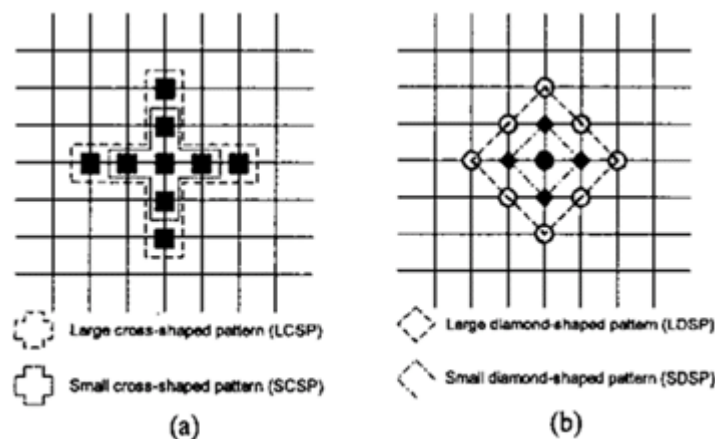 Large cross-shaped pattern (LCSP)
Small cross-shaped pattern (SCSP)
(a)
Large diamond-shaped pattern (LDSP)
Small diamond-shaped pattern (SDSP)
(b)